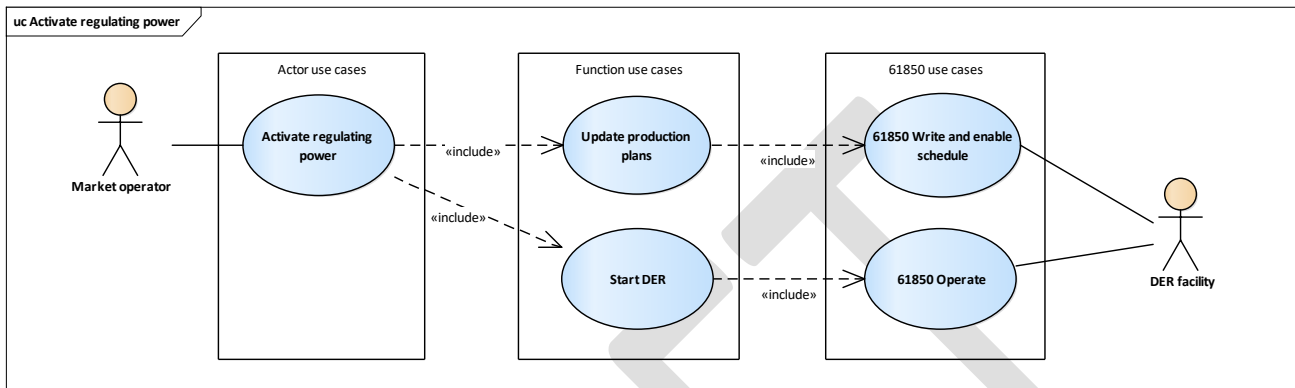 uc Activate regulating power
Actor use cases
Function use cases
61850 use cases
Activate regulating
power
Update production
plans
61850 Write and enable
schedule
«include»
«include»
Market operator
«include»
Start DER
61850 Operate
«include»
DER facility